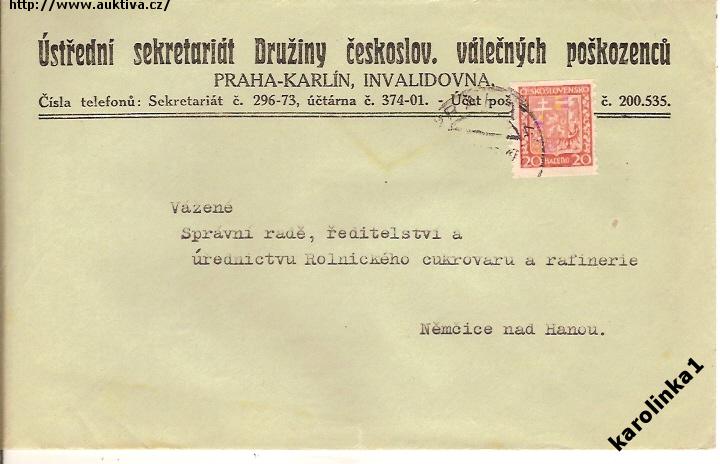 http://www.auktiva.cz/
Ústřední sekretariát Družiny českoslov. válečných poškozenců
PRAHA-KARLÍN, INVALIDOVNA.
Čísla telefonů: Sekretariát č. 296-73, účtárna č. 374-01. - Účet poš č. 200.535.
ČESKOSLOVENSKO
20 HALÉŘŮ 20
Vázené
Správní radě, ředitelství a
úřednictvu Rolnického cukrovaru a rafinerie
Němčice nad Hanou.
karolinka1